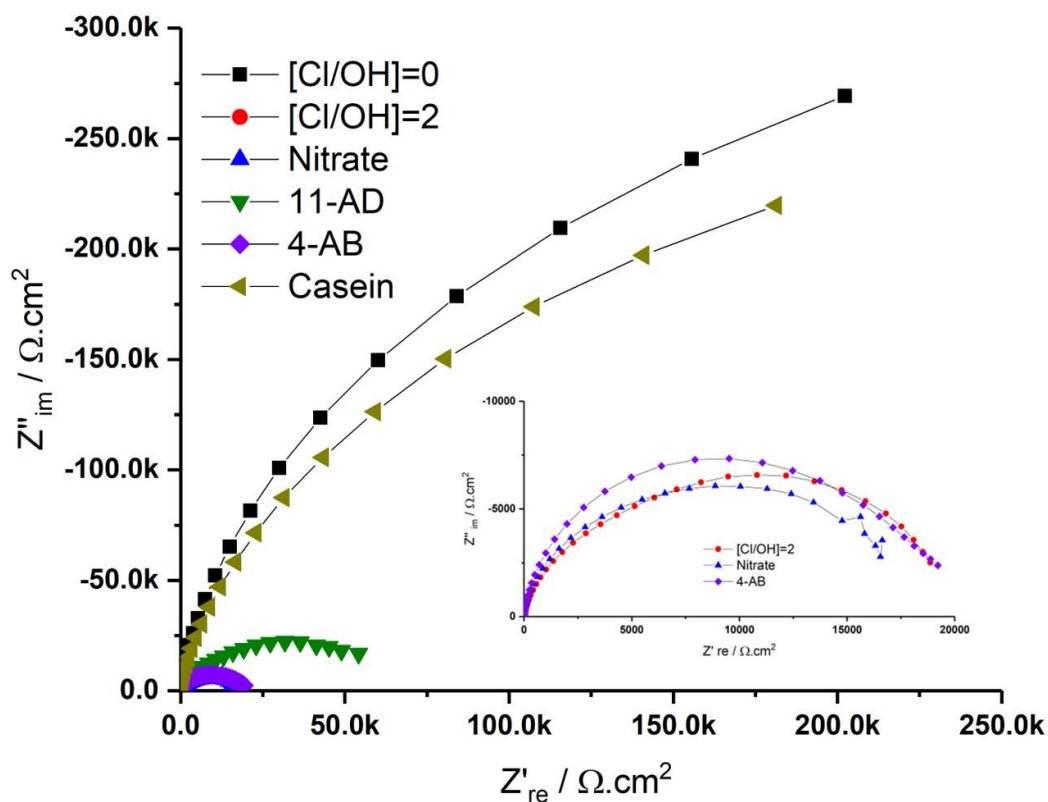 -300.0k
-250.0k
-200.0k
-150.0k
-100.0k
-50.0k
0.0
Z''im / Ω.cm²
[Cl/OH]=0
[Cl/OH]=2
Nitrate
11-AD
4-AB
Casein
-10000
-5000
0
Z''im / Ω.cm²
[Cl/OH]=2
Nitrate
4-AB
0 5000 10000 15000 20000
Z' re / Ω.cm²
0.0 50.0k 100.0k 150.0k 200.0k 250.0k
Z're / Ω.cm²